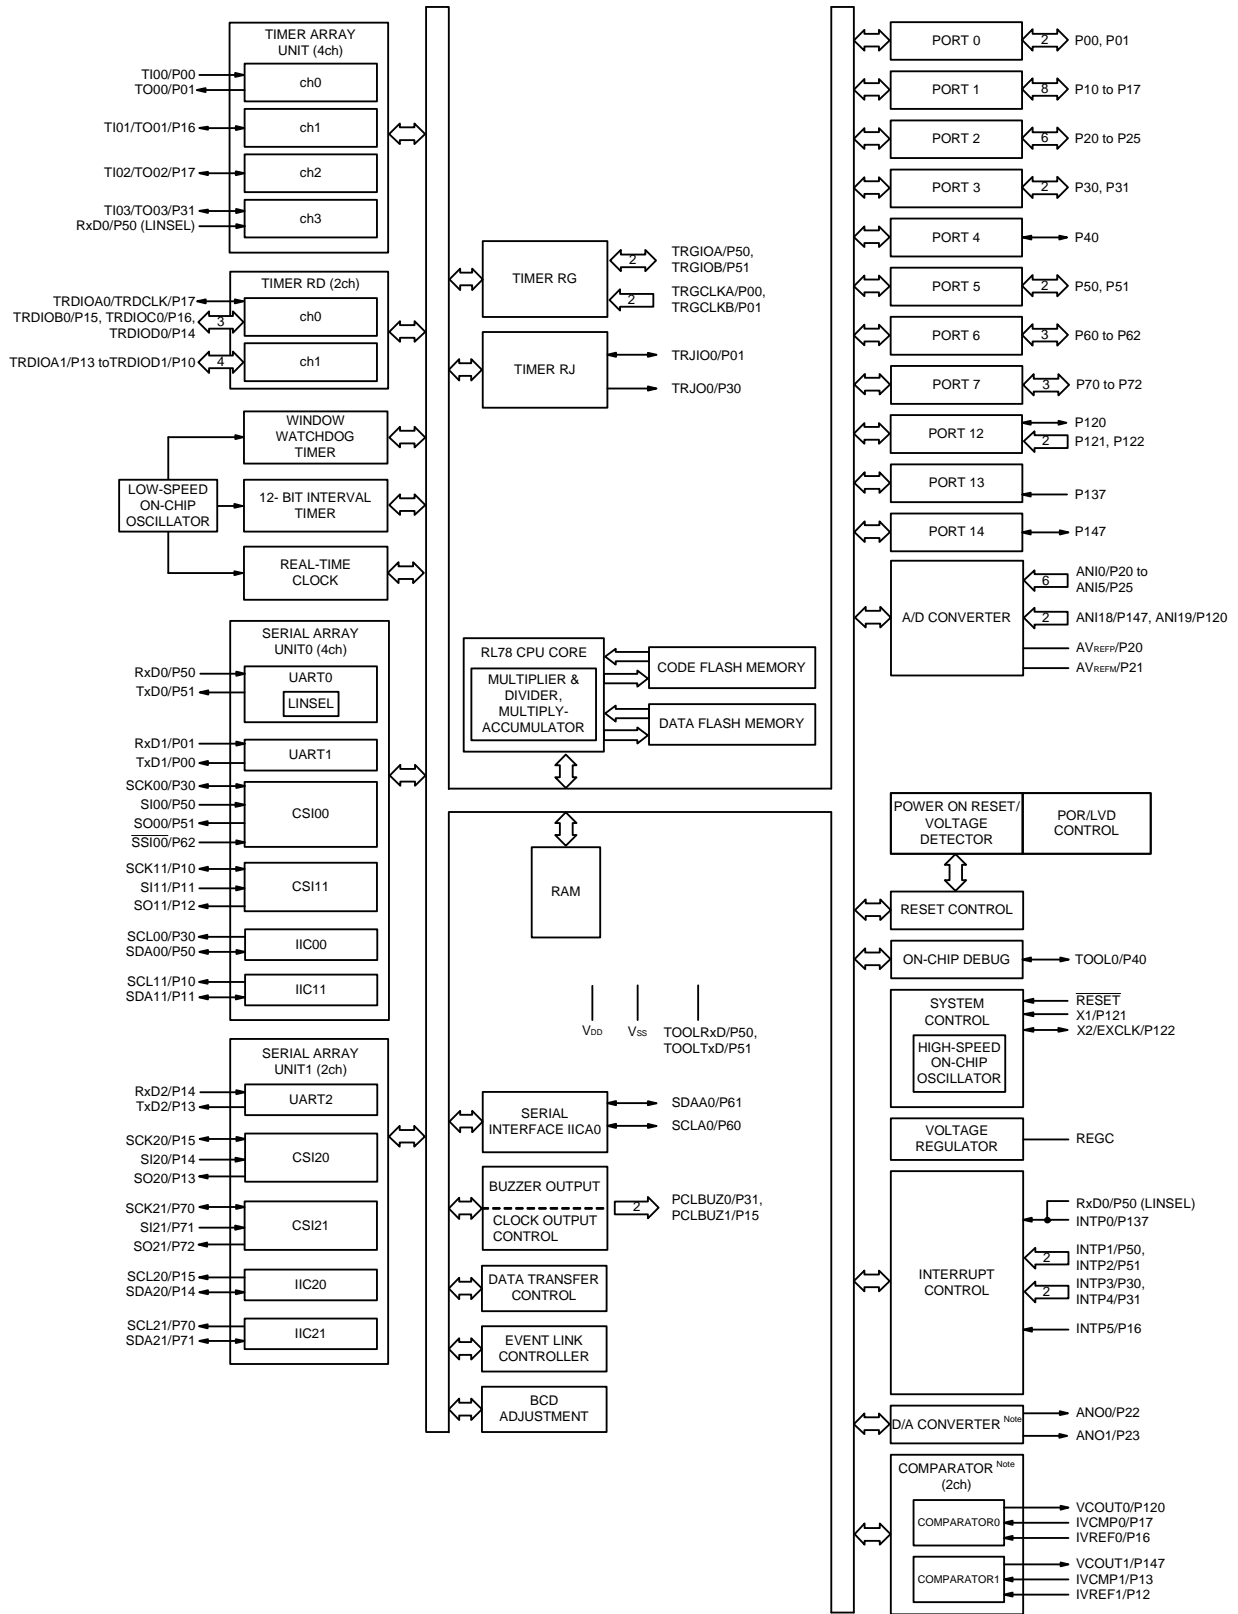 TIMER ARRAY
UNIT (4ch)
TI00/P00
TO00/P01
ch0
TI01/TO01/P16
ch1
TI02/TO02/P17
ch2
TI03/TO03/P31
RxD0/P50 (LINSEL)
ch3
TIMER RD (2ch)
TRDIOA0/TRDCLK/P17
TRDIOB0/P15, TRDIOC0/P16,
TRDIOD0/P14
3
ch0
TRDIOA1/P13 toTRDIOD1/P10
4
ch1
WINDOW
WATCHDOG
TIMER
LOW-SPEED
ON-CHIP
OSCILLATOR
12- BIT INTERVAL
TIMER
REAL-TIME
CLOCK
SERIAL ARRAY
UNIT0 (4ch)
RxD0/P50
TxD0/P51
UART0
LINSEL
RxD1/P01
TxD1/P00
UART1
SCK00/P30
SI00/P50
SO00/P51
SSI00/P62
CSI00
SCK11/P10
SI11/P11
SO11/P12
CSI11
SCL00/P30
SDA00/P50
IIC00
SCL11/P10
SDA11/P11
IIC11
SERIAL ARRAY
UNIT1 (2ch)
RxD2/P14
TxD2/P13
UART2
SCK20/P15
SI20/P14
SO20/P13
CSI20
SCK21/P70
SI21/P71
SO21/P72
CSI21
SCL20/P15
SDA20/P14
IIC20
SCL21/P70
SDA21/P71
IIC21
TIMER RG
2
TRGIOA/P50,
TRGIOB/P51
2
TRGCLKA/P00,
TRGCLKB/P01
TIMER RJ
TRJIO0/P01
TRJO0/P30
RL78 CPU CORE
MULTIPLIER &
DIVIDER,
MULTIPLY-
ACCUMULATOR
CODE FLASH MEMORY
DATA FLASH MEMORY
RAM
VDD
VSS
TOOLRxD/P50,
TOOLTxD/P51
SERIAL
INTERFACE IICA0
SDAA0/P61
SCLA0/P60
BUZZER OUTPUT
CLOCK OUTPUT
CONTROL
2
PCLBUZ0/P31,
PCLBUZ1/P15
DATA TRANSFER
CONTROL
EVENT LINK
CONTROLLER
BCD
ADJUSTMENT
PORT 0
2
P00, P01
PORT 1
8
P10 to P17
PORT 2
6
P20 to P25
PORT 3
2
P30, P31
PORT 4
P40
PORT 5
2
P50, P51
PORT 6
3
P60 to P62
PORT 7
3
P70 to P72
PORT 12
P120
2
P121, P122
PORT 13
P137
PORT 14
P147
A/D CONVERTER
6
ANI0/P20 to
ANI5/P25
2
ANI18/P147, ANI19/P120
AVREFP/P20
AVREFM/P21
POWER ON RESET/
VOLTAGE
DETECTOR
POR/LVD
CONTROL
RESET CONTROL
ON-CHIP DEBUG
TOOL0/P40
SYSTEM
CONTROL
HIGH-SPEED
ON-CHIP
OSCILLATOR
RESET
X1/P121
X2/EXCLK/P122
VOLTAGE
REGULATOR
REGC
INTERRUPT
CONTROL
RxD0/P50 (LINSEL)
INTP0/P137
2
INTP1/P50,
INTP2/P51
2
INTP3/P30,
INTP4/P31
INTP5/P16
D/A CONVERTER Note
ANO0/P22
ANO1/P23
COMPARATOR Note
(2ch)
COMPARATOR0
VCOUT0/P120
IVCMP0/P17
IVREF0/P16
COMPARATOR1
VCOUT1/P147
IVCMP1/P13
IVREF1/P12